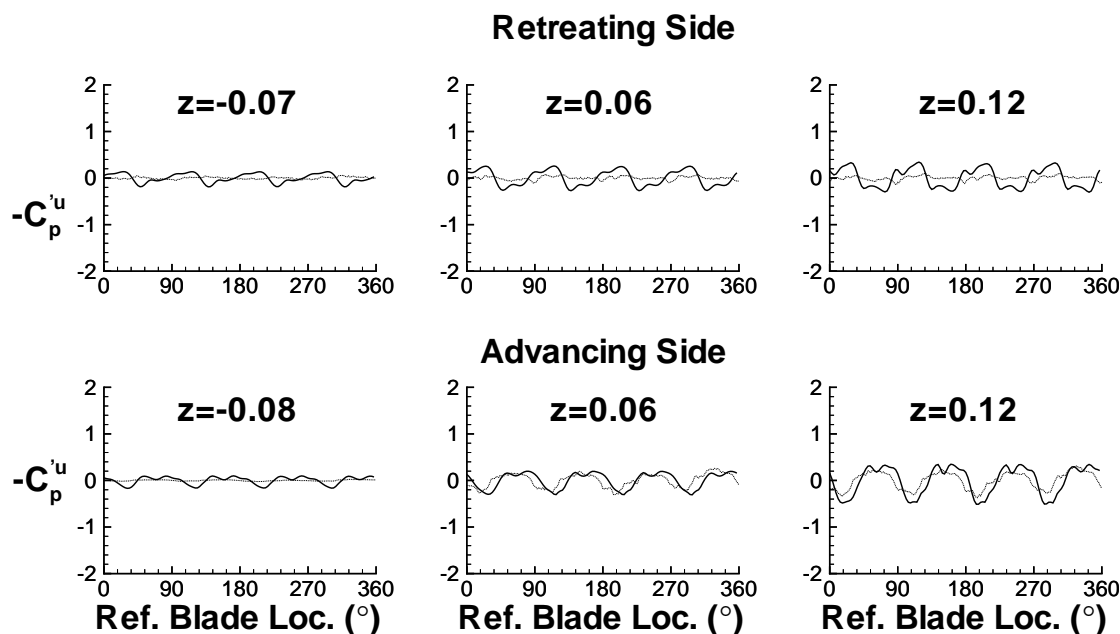 Retreating Side
z=-0.07 z=0.06 z=0.12
2 2 2
1 1 1
0 0 0
-1 -1 -1
-2 -2 -2
-C'u p
0 90 180 270 360 0 90 180 270 360 0 90 180 270 360
Advancing Side
z=-0.08 z=0.06 z=0.12
2 2 2
1 1 1
0 0 0
-1 -1 -1
-2 -2 -2
-C'u p
0 90 180 270 360 0 90 180 270 360 0 90 180 270 360
Ref. Blade Loc. (°) Ref. Blade Loc. (°) Ref. Blade Loc. (°)